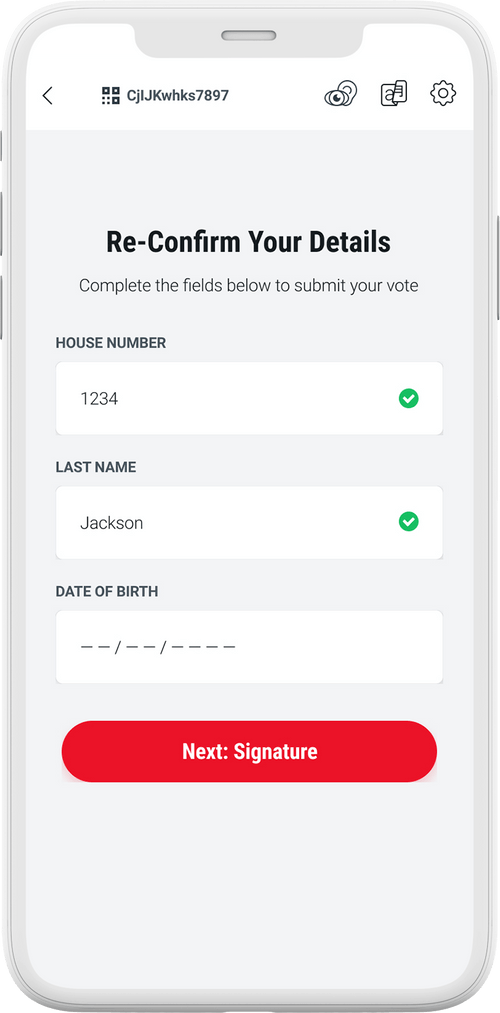 CjIJKwhks7897
Re-Confirm Your Details
Complete the fields below to submit your vote
HOUSE NUMBER
1234
LAST NAME
Jackson
DATE OF BIRTH
– – / – – / – – – –
Next: Signature